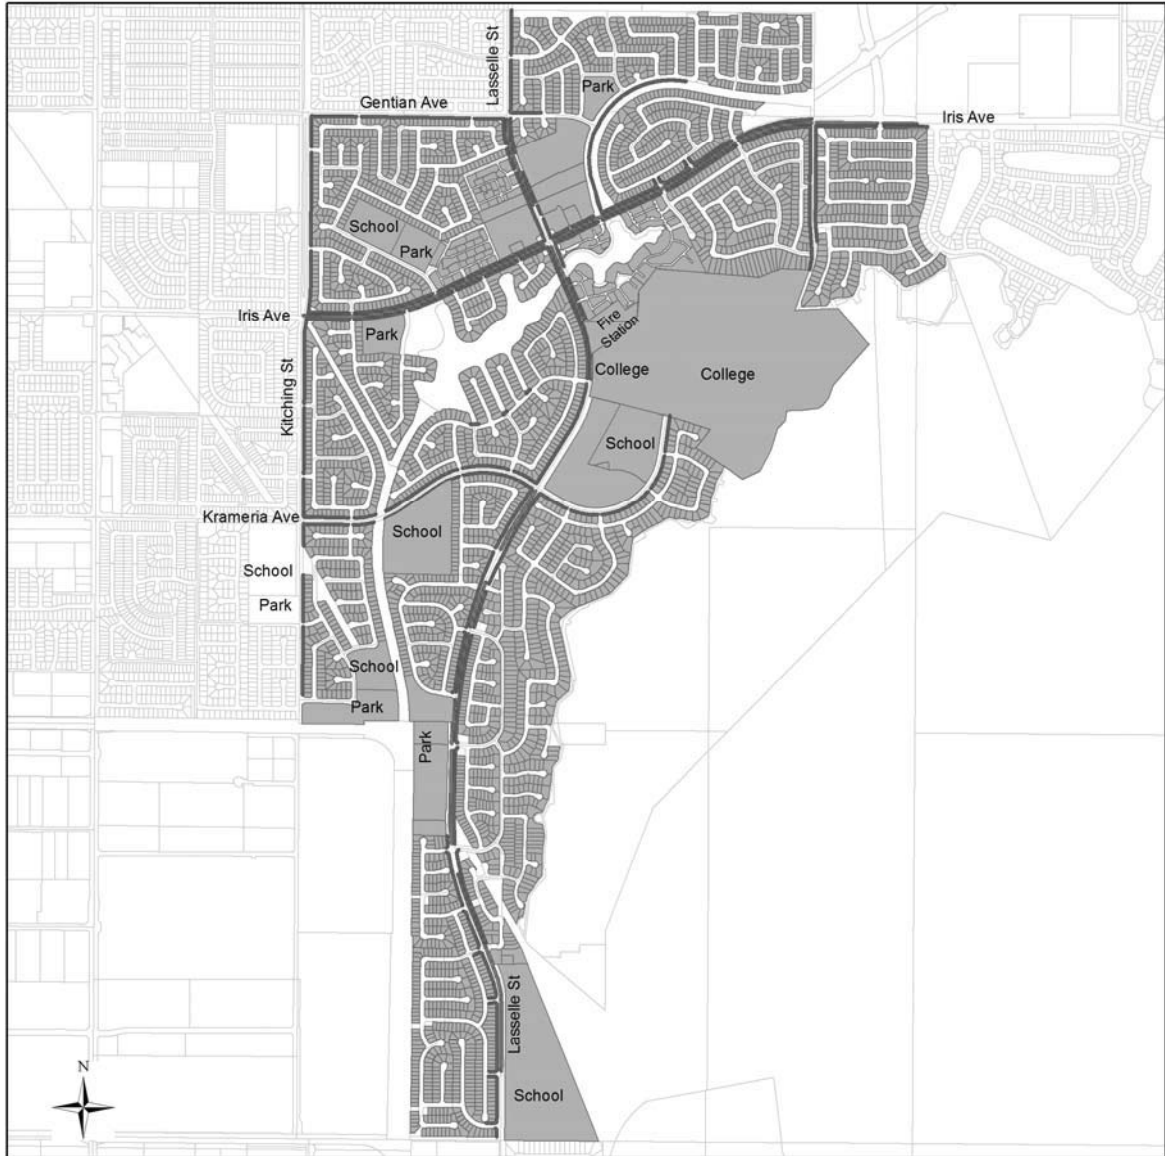 Lasselle St
Park
Gentian Ave
Iris Ave
School
Park
Iris Ave
Park
Fire
Station
College
College
Kitching St
School
Krameria Ave
School
School
Park
School
Park
Park
Lasselle St
N
School